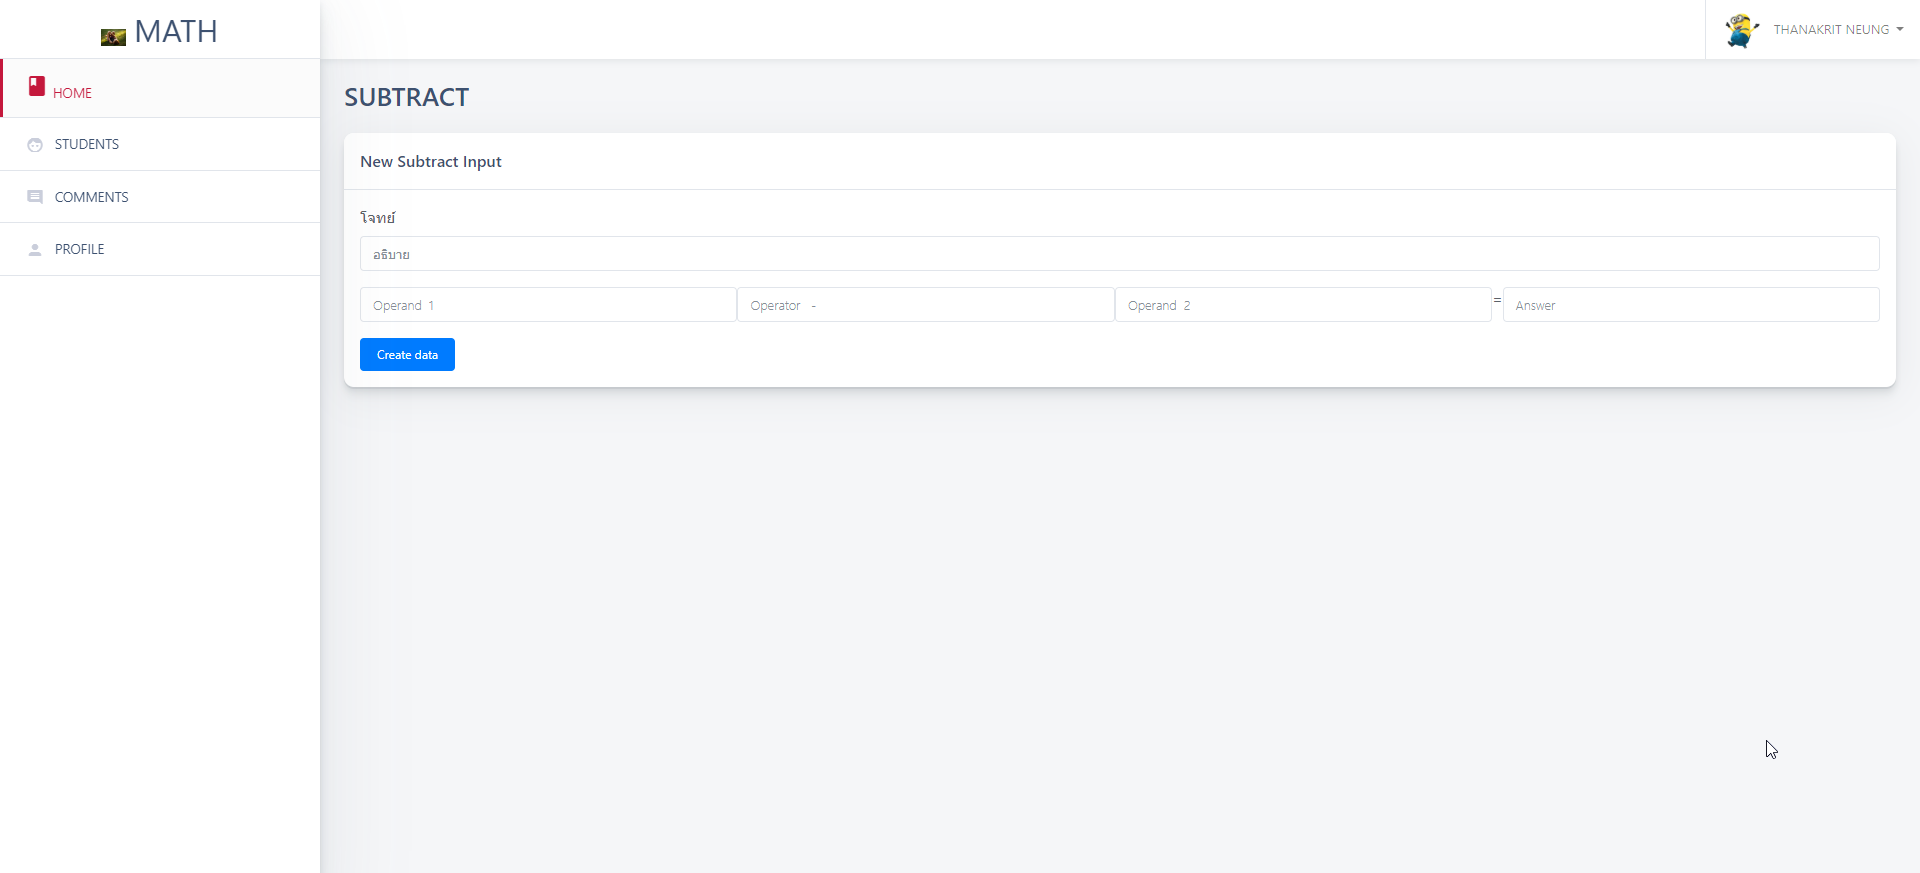 MATH
THANAKRIT NEUNG
HOME
STUDENTS
COMMENTS
PROFILE
SUBTRACT
New Subtract Input
โจทย์
อธิบาย
Operand 1 Operator - Operand 2 = Answer
Create data